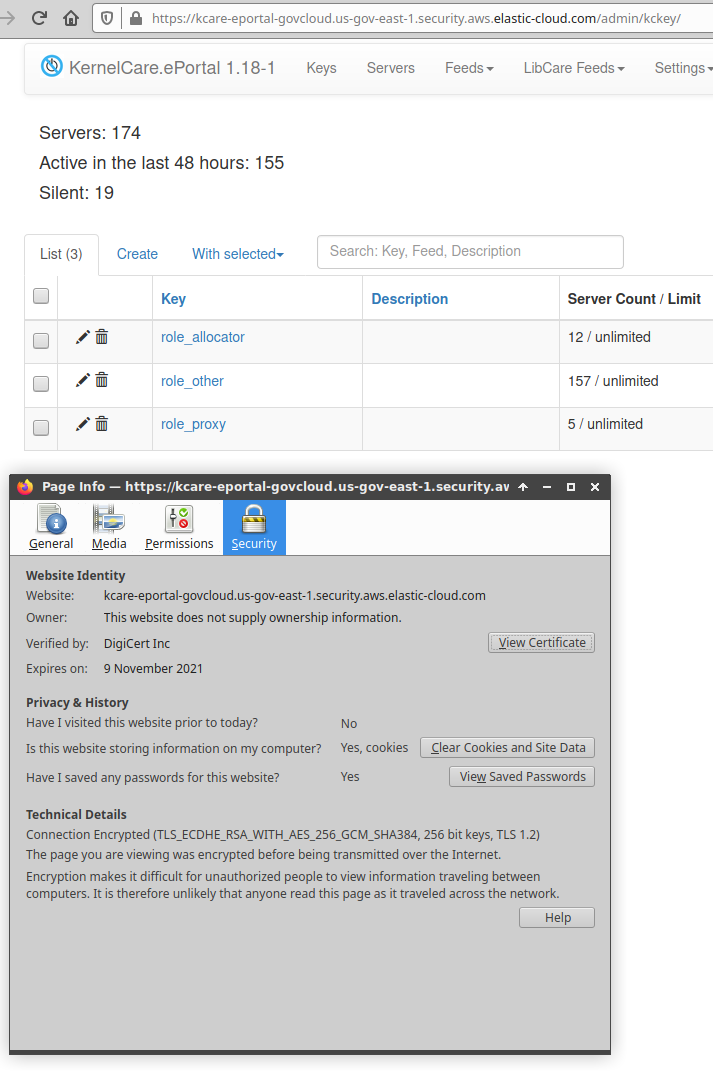 https://kcare-eportal-govcloud.us-gov-east-1.security.aws.elastic-cloud.com/admin/kckey/
KernelCare.ePortal 1.18-1 Keys Servers Feeds LibCare Feeds Settings
Servers: 174
Active in the last 48 hours: 155
Silent: 19
List (3) Create With selected Search: Key, Feed, Description
Key Description Server Count / Limit
role_allocator 12 / unlimited
role_other 157 / unlimited
role_proxy 5 / unlimited
Page Info — https://kcare-eportal-govcloud.us-gov-east-1.security.aw
General Media Permissions Security
Website Identity
Website: kcare-eportal-govcloud.us-gov-east-1.security.aws.elastic-cloud.com
Owner: This website does not supply ownership information.
Verified by: DigiCert Inc View Certificate
Expires on: 9 November 2021
Privacy & History
Have I visited this website prior to today? No
Is this website storing information on my computer? Yes, cookies Clear Cookies and Site Data
Have I saved any passwords for this website? Yes View Saved Passwords
Technical Details
Connection Encrypted (TLS_ECDHE_RSA_WITH_AES_256_GCM_SHA384, 256 bit keys, TLS 1.2)
The page you are viewing was encrypted before being transmitted over the Internet.
Encryption makes it difficult for unauthorized people to view information traveling between
computers. It is therefore unlikely that anyone read this page as it traveled across the network.
Help